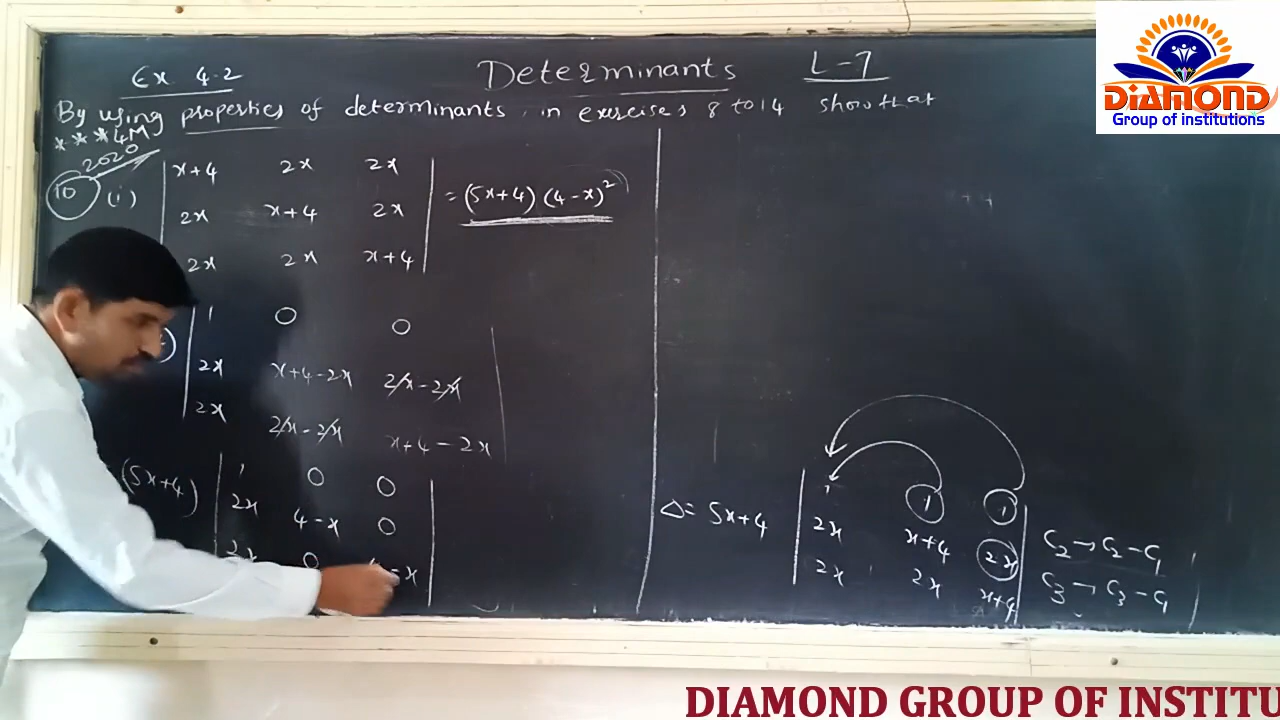 Ex 4.2
Determinants
L-7
By using properties of determinants, in exercises 8 to 14 show that
***4M
2020
10 (i)
x+4 2x 2x
2x x+4 2x
2x 2x x+4
= (5x+4) (4-x)²
1 0 0
2x x+4-2x 2x-2x
2x 2x-2x x+4-2x
(5x+4)
1 0 0
2x 4-x 0
2x 0 -x
Δ= 5x+4
1 1 1
2x x+4 2x
2x 2x x+4
C₂→C₂-C₁
C₃→C₃-C₁
DIAMOND
Group of institutions
DIAMOND GROUP OF INSTITU